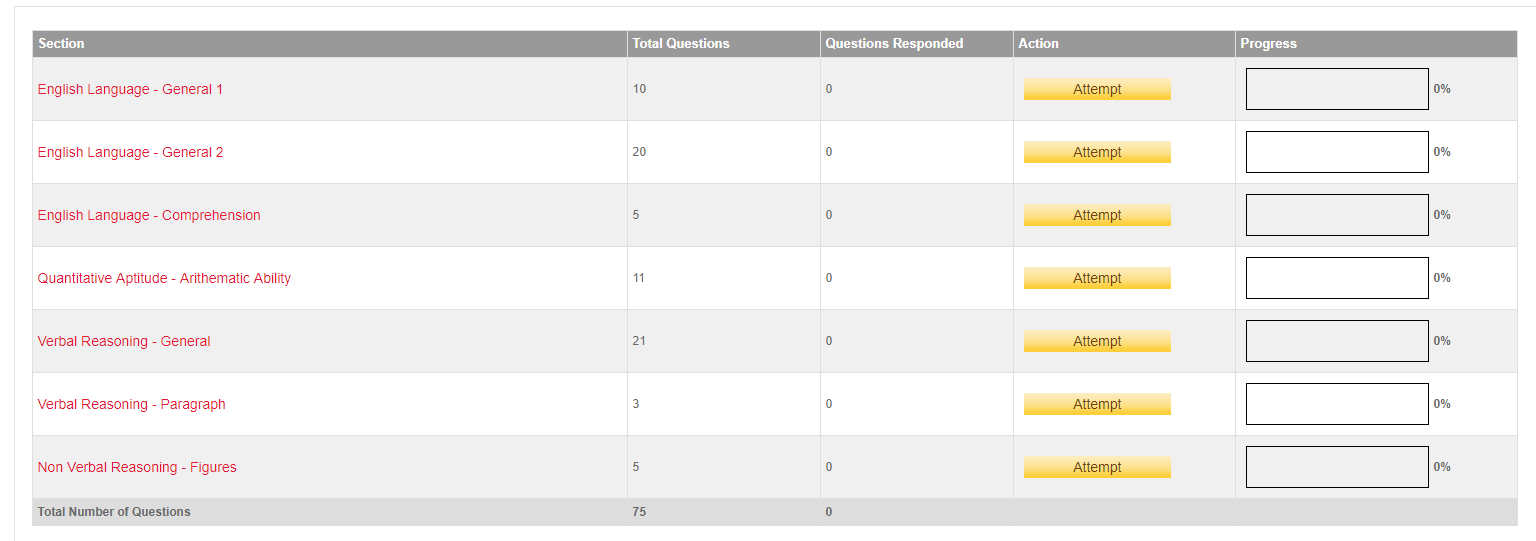 Section Total Questions Questions Responded Action Progress
English Language - General 1 10 0 Attempt 0%
English Language - General 2 20 0 Attempt 0%
English Language - Comprehension 5 0 Attempt 0%
Quantitative Aptitude - Arithematic Ability 11 0 Attempt 0%
Verbal Reasoning - General 21 0 Attempt 0%
Verbal Reasoning - Paragraph 3 0 Attempt 0%
Non Verbal Reasoning - Figures 5 0 Attempt 0%
Total Number of Questions 75 0